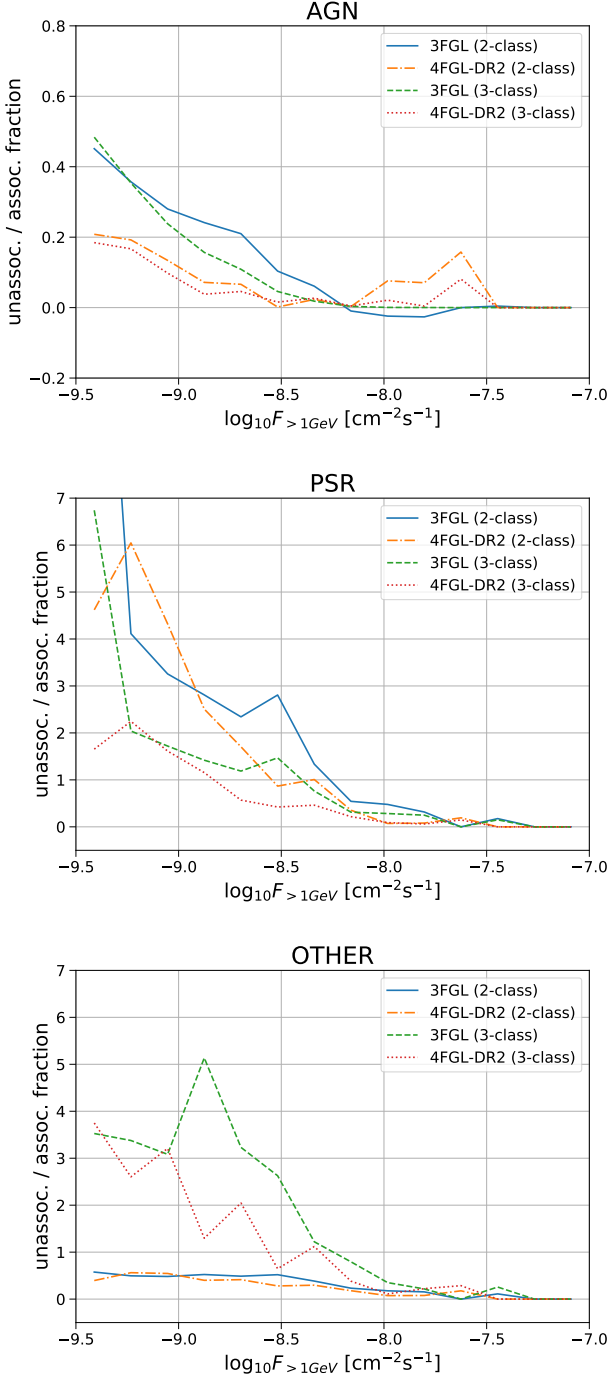 AGN
3FGL (2-class)
4FGL-DR2 (2-class)
3FGL (3-class)
4FGL-DR2 (3-class)
unassoc. / assoc. fraction
0.8
0.6
0.4
0.2
0.0
−0.2
−9.5 −9.0 −8.5 −8.0 −7.5 −7.0
log₁₀F_{>1GeV} [cm⁻²s⁻¹]
PSR
3FGL (2-class)
4FGL-DR2 (2-class)
3FGL (3-class)
4FGL-DR2 (3-class)
unassoc. / assoc. fraction
7
6
5
4
3
2
1
0
−9.5 −9.0 −8.5 −8.0 −7.5 −7.0
log₁₀F_{>1GeV} [cm⁻²s⁻¹]
OTHER
3FGL (2-class)
4FGL-DR2 (2-class)
3FGL (3-class)
4FGL-DR2 (3-class)
unassoc. / assoc. fraction
7
6
5
4
3
2
1
0
−9.5 −9.0 −8.5 −8.0 −7.5 −7.0
log₁₀F_{>1GeV} [cm⁻²s⁻¹]